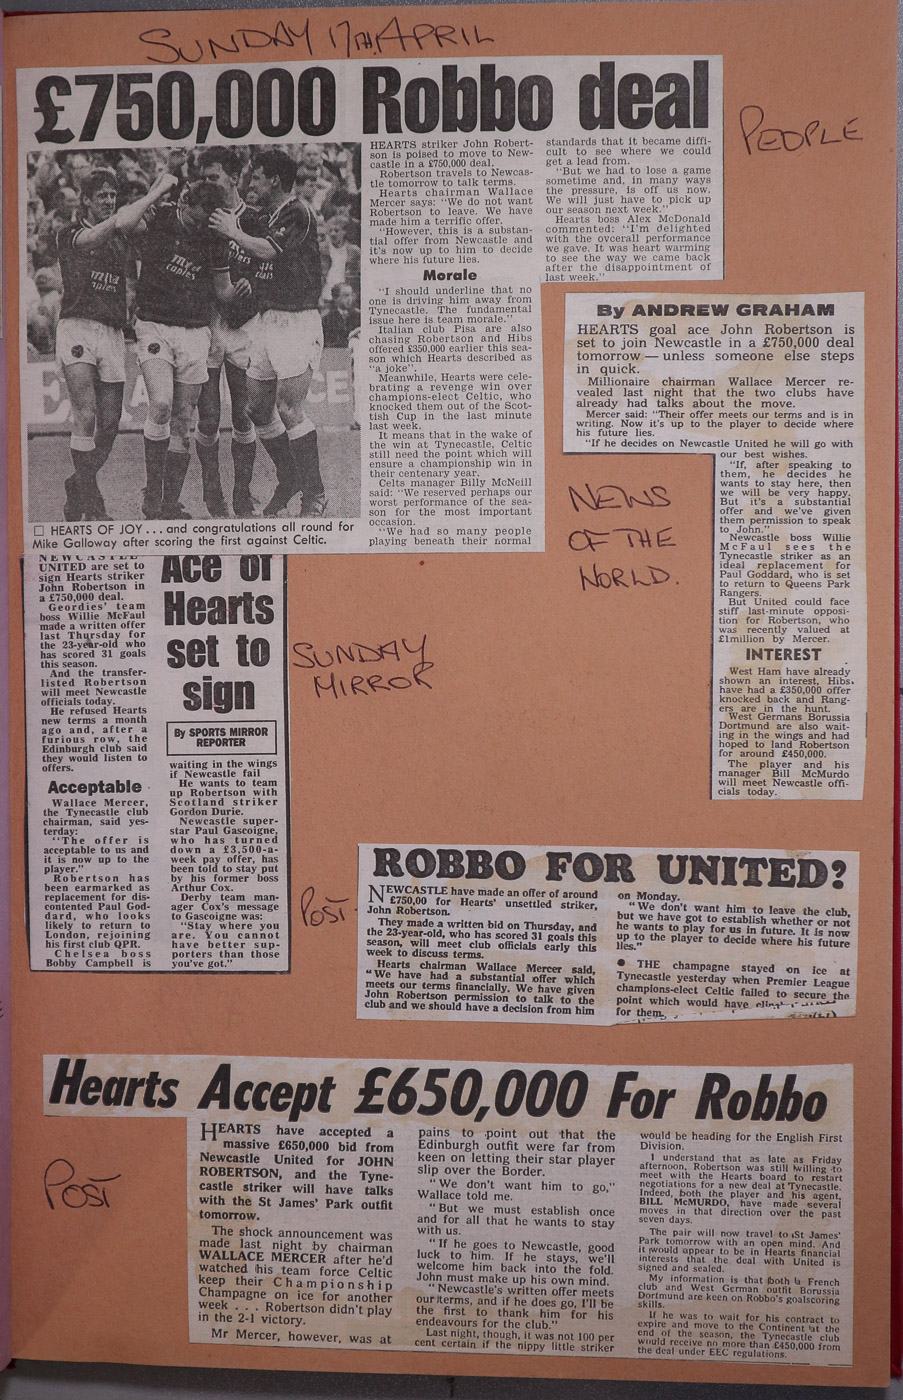 SUNDAY 17TH. APRIL
£750,000 Robbo deal
PEOPLE
HEARTS striker John Robert-
son is poised to move to New-
castle in a £750,000 deal.
Robertson travels to Newcas-
tle tomorrow to talk terms.
Hearts chairman Wallace
Mercer says: "We do not want
Robertson to leave. We have
made him a terrific offer.
"However, this is a substan-
tial offer from Newcastle and
it's now up to him to decide
where his future lies.
Morale
"I should underline that no
one is driving him away from
Tynecastle. The fundamental
issue here is team morale."
Italian club Pisa are also
chasing Robertson and Hibs
offered £350,000 earlier this sea-
son which Hearts described as
"a joke".
Meanwhile, Hearts were cele-
brating a revenge win over
champions-elect Celtic, who
knocked them out of the Scot-
tish Cup in the last minute
last week.
It means that in the wake of
the win at Tynecastle, Celtic
still need the point which will
ensure a championship win in
their centenary year.
Celts manager Billy McNeill
said: "We reserved perhaps our
worst performance of the sea-
son for the most important
occasion.
"We had so many people
playing beneath their normal
standards that it became diffi-
cult to see where we could
get a lead from.
"But we had to lose a game
sometime and, in many ways
the pressure, is off us now.
We will just have to pick up
our season next week."
Hearts boss Alex McDonald
commented: "I'm delighted
with the overall performance
we gave. It was heart warming
to see the way we came back
after the disappointment of
last week."
□ HEARTS OF JOY . . . and congratulations all round for
Mike Galloway after scoring the first against Celtic.
By ANDREW GRAHAM
HEARTS goal ace John Robertson is
set to join Newcastle in a £750,000 deal
tomorrow — unless someone else steps
in quick.
Millionaire chairman Wallace Mercer re-
vealed last night that the two clubs have
already had talks about the move.
Mercer said: "Their offer meets our terms and is in
writing. Now it's up to the player to decide where
his future lies.
"If he decides on Newcastle United he will go with
our best wishes.
"If, after speaking to
them, he decides he
wants to stay here, then
we will be very happy.
But it's a substantial
offer and we've given
them permission to speak
to John."
Newcastle boss Willie
McFaul sees the
Tynecastle striker as an
ideal replacement for
Paul Goddard, who is set
to return to Queens Park
Rangers.
But United could face
stiff last-minute opposi-
tion for Robertson, who
was recently valued at
£1million by Mercer.
INTEREST
West Ham have already
shown an interest, Hibs
have had a £350,000 offer
knocked back and Rang-
ers are in the hunt.
West Germans Borussia
Dortmund are also wait-
ing in the wings and had
hoped to land Robertson
for around £450,000.
The player and his
manager Bill McMurdo
will meet Newcastle offi-
cials today.
NEWS
OF THE
WORLD.
NEWCASTLE
UNITED are set to
sign Hearts striker
John Robertson in
a £750,000 deal.
Geordies' team
boss Willie McFaul
made a written offer
last Thursday for
the 23-year-old who
has scored 31 goals
this season.
And the transfer-
listed Robertson
will meet Newcastle
officials today.
He refused Hearts
new terms a month
ago and, after a
furious row, the
Edinburgh club said
they would listen to
offers.
Acceptable
Wallace Mercer,
the Tynecastle club
chairman, said yes-
terday:
"The offer is
acceptable to us and
it is now up to the
player."
Robertson has
been earmarked as
replacement for dis-
contented Paul God-
dard, who looks
likely to return to
London, rejoining
his first club QPR.
Chelsea boss
Bobby Campbell is
Ace of
Hearts
set to
sign
By SPORTS MIRROR
REPORTER
waiting in the wings
if Newcastle fail
He wants to team
up Robertson with
Scotland striker
Gordon Durie.
Newcastle super-
star Paul Gascoigne,
who has turned
down a £3,500-a-
week pay offer, has
been told to stay put
by his former boss
Arthur Cox.
Derby team man-
ager Cox's message
to Gascoigne was:
"Stay where you
are. You cannot
have better sup-
porters than those
you've got."
SUNDAY
MIRROR
POST
ROBBO FOR UNITED?
NEWCASTLE have made an offer of around
£750,00 for Hearts' unsettled striker,
John Robertson.
They made a written bid on Thursday, and
the 23-year-old, who has scored 31 goals this
season, will meet club officials early this
week to discuss terms.
Hearts chairman Wallace Mercer said,
"We have had a substantial offer which
meets our terms financially. We have given
John Robertson permission to talk to the
club and we should have a decision from him
on Monday.
"We don't want him to leave the club,
but we have got to establish whether or not
he wants to play for us in future. It is now
up to the player to decide where his future
lies."
● THE champagne stayed on ice at
Tynecastle yesterday when Premier League
champions-elect Celtic failed to secure the
point which would have
for them.
Hearts Accept £650,000 For Robbo
POST
HEARTS have accepted a
massive £650,000 bid from
Newcastle United for JOHN
ROBERTSON, and the Tyne-
castle striker will have talks
with the St James' Park outfit
tomorrow.
The shock announcement was
made last night by chairman
WALLACE MERCER after he'd
watched his team force Celtic
keep their Championship
Champagne on ice for another
week . . . Robertson didn't play
in the 2-1 victory.
Mr Mercer, however, was at
pains to point out that the
Edinburgh outfit were far from
keen on letting their star player
slip over the Border.
"We don't want him to go,"
Wallace told me.
"But we must establish once
and for all that he wants to stay
with us.
"If he goes to Newcastle, good
luck to him. If he stays, we'll
welcome him back into the fold.
John must make up his own mind.
"Newcastle's written offer meets
our terms, and if he does go, I'll be
the first to thank him for his
endeavours for the club."
Last night, though, it was not 100 per
cent certain if the nippy little striker
would be heading for the English First
Division.
I understand that as late as Friday
afternoon, Robertson was still willing to
meet with the Hearts board to restart
negotiations for a new deal at Tynecastle.
Indeed, both the player and his agent,
BILL McMURDO, have made several
moves in that direction over the past
seven days.
The pair will now travel to St James'
Park tomorrow with an open mind. And
it would appear to be in Hearts financial
interests that the deal with United is
signed and sealed.
My information is that both a French
club and West German outfit Borussia
Dortmund are keen on Robbo's goalscoring
skills.
If he was to wait for his contract to
expire and move to the Continent at the
end of the season, the Tynecastle club
would receive no more than £450,000 from
the deal under EEC regulations.